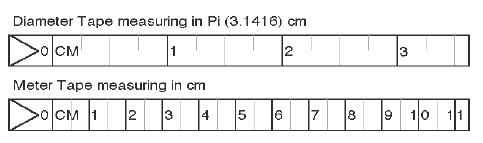 Diameter Tape measuring in Pi (3.1416) cm
0 CM 1 2 3
Meter Tape measuring in cm
0 CM 1 2 3 4 5 6 7 8 9 10 11